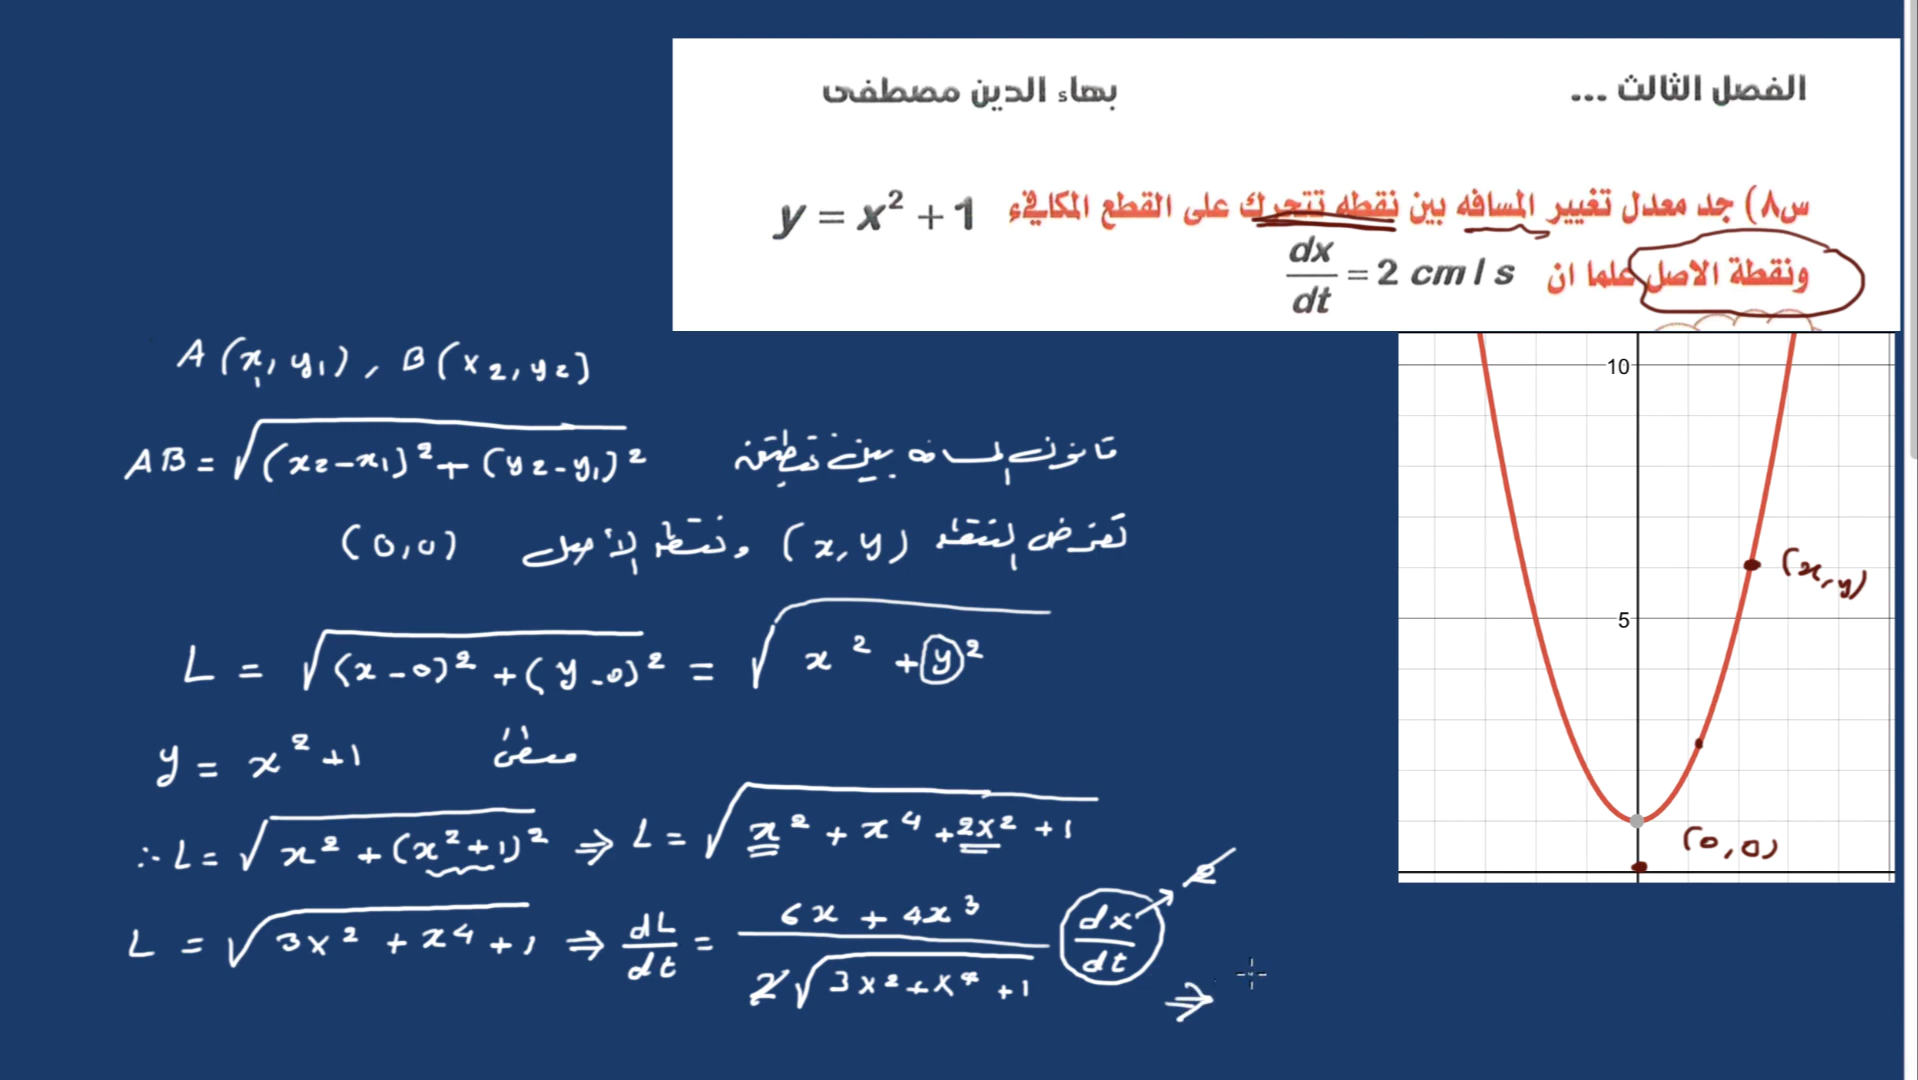 الفصل الثالث ... بهاء الدين مصطفى
س٨) جد معدل تغيير المسافه بين نقطه تتحرك على القطع المكافيء y = x² + 1
ونقطة الاصل علما ان dx/dt = 2 cm / s
A (x₁, y₁) , B (x₂, y₂)
AB = √((x₂-x₁)² + (y₂-y₁)²) قانون المسافه بين نقطتين
نفرض النقطه (x, y) ونقطة الأصل (0,0)
L = √((x-0)² + (y-0)²) = √(x² + y²)
y = x² + 1
∴ L = √(x² + (x²+1)²) ⇒ L = √(x² + x⁴ + 2x² + 1)
L = √(3x² + x⁴ + 1) ⇒ dL/dt = (6x + 4x³)/(2√(3x² + x⁴ + 1)) dx/dt → 2
⇒
10
5
(x, y)
(0,0)